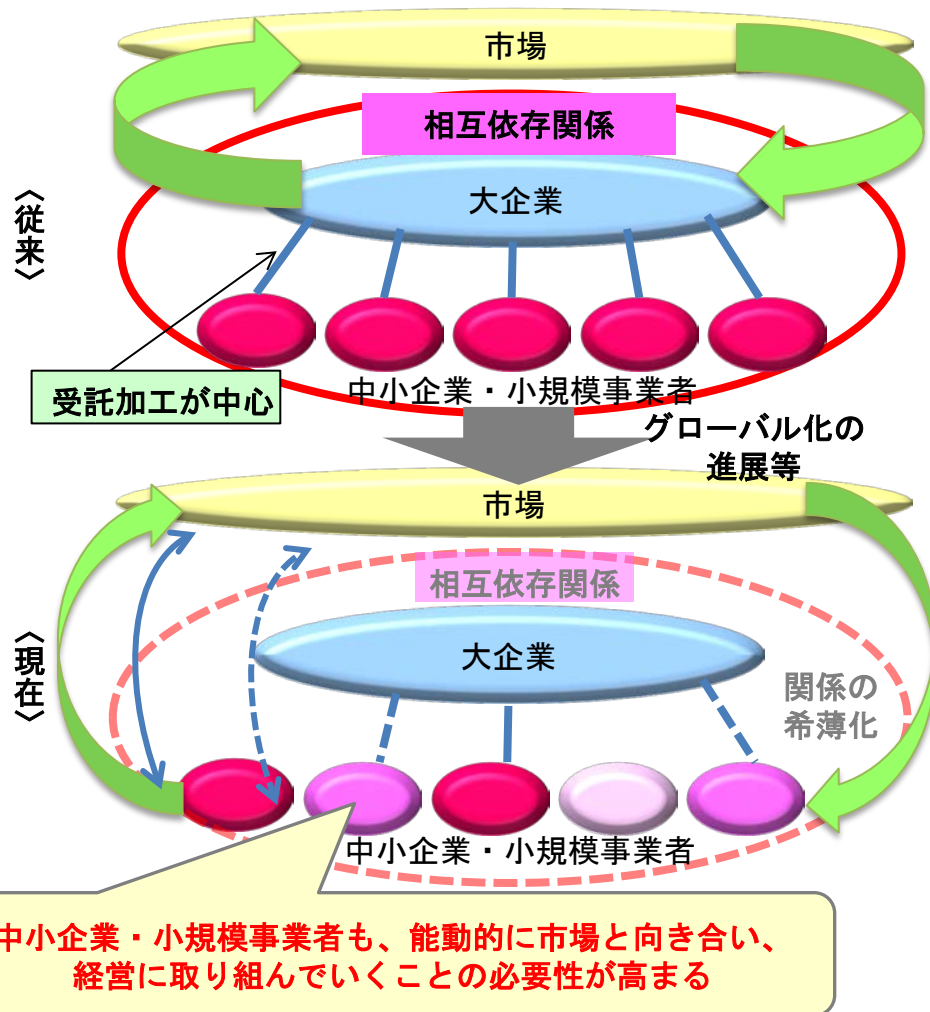 市場
相互依存関係
大企業
〈従来〉
受託加工が中心
中小企業・小規模事業者
グローバル化の
進展等
市場
相互依存関係
大企業
〈現在〉
関係の
希薄化
中小企業・小規模事業者
中小企業・小規模事業者も、能動的に市場と向き合い、
経営に取り組んでいくことの必要性が高まる